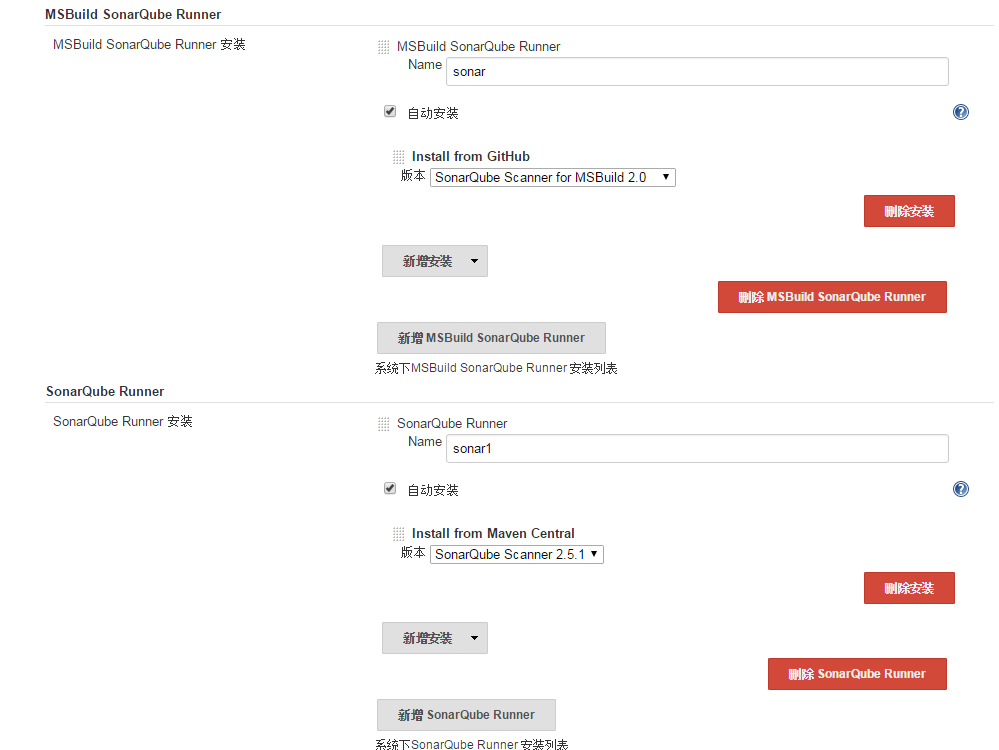 MSBuild SonarQube Runner
MSBuild SonarQube Runner 安装
MSBuild SonarQube Runner
Name
sonar
自动安装
?
Install from GitHub
版本
SonarQube Scanner for MSBuild 2.0
删除安装
新增安装
删除 MSBuild SonarQube Runner
新增 MSBuild SonarQube Runner
系统下MSBuild SonarQube Runner 安装列表
SonarQube Runner
SonarQube Runner 安装
SonarQube Runner
Name
sonar1
自动安装
?
Install from Maven Central
版本
SonarQube Scanner 2.5.1
删除安装
新增安装
删除 SonarQube Runner
新增 SonarQube Runner
系统下SonarQube Runner 安装列表